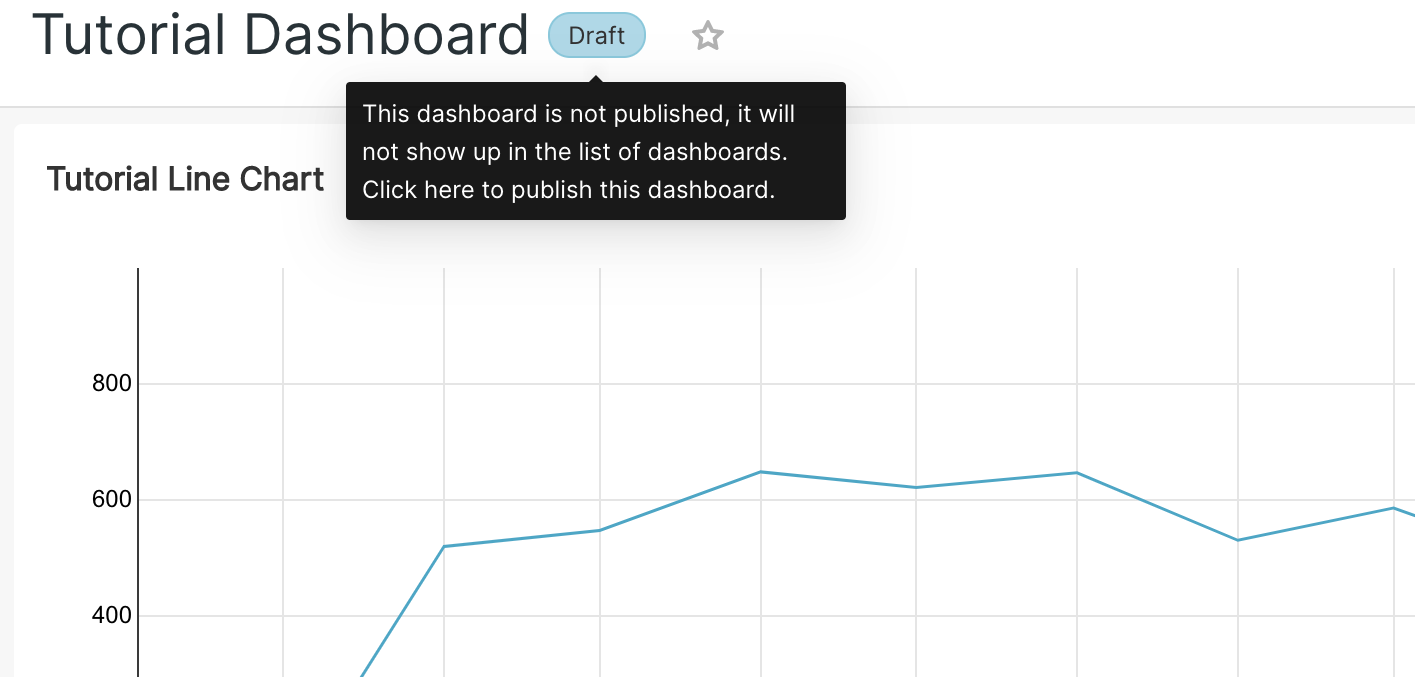 Tutorial Dashboard Draft
This dashboard is not published, it will
not show up in the list of dashboards.
Click here to publish this dashboard.
Tutorial Line Chart
800
600
400